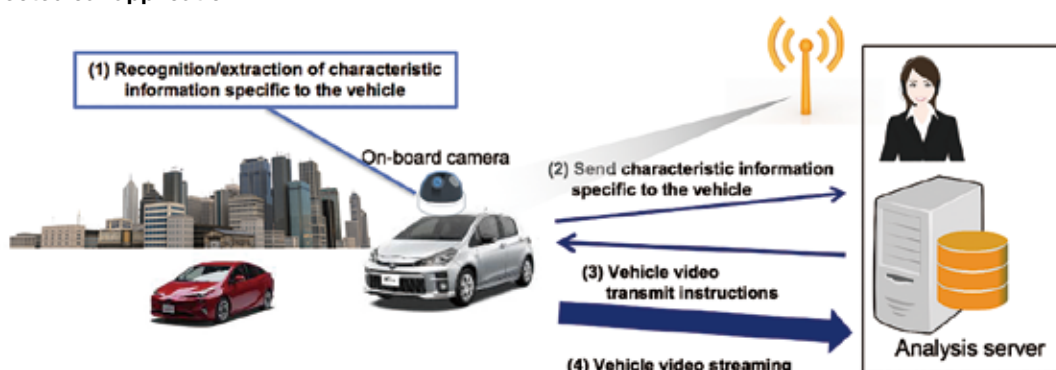 (1) Recognition/extraction of characteristic
information specific to the vehicle
On-board camera
(2) Send characteristic information
specific to the vehicle
(3) Vehicle video
transmit instructions
(4) Vehicle video streaming
Analysis server